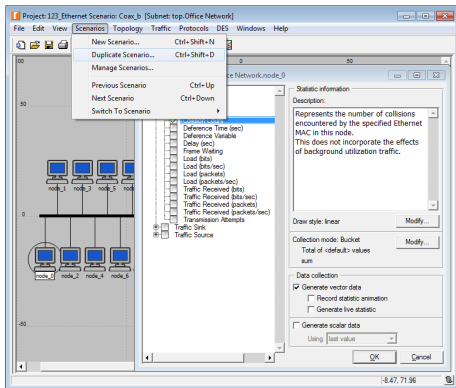 Project: 123_Ethernet Scenario: Coax_b [Subnet: top.Office Network]
File Edit View Scenarios Topology Traffic Protocols DES Windows Help
New Scenario... Ctrl+Shift+N
Duplicate Scenario... Ctrl+Shift+D
Manage Scenarios...
Previous Scenario Ctrl+Up
Next Scenario Ctrl+Down
Switch To Scenario
0
50
ce Network.node_0
50
0
-50
node_1 node_3 node_5
node_0 node_2 node_4 node_6
Collision Count
Deference Time (sec)
Deference Variable
Delay (sec)
Frame Waiting
Load (bits)
Load (bits/sec)
Load (packets)
Load (packets/sec)
Traffic Received (bits)
Traffic Received (bits/sec)
Traffic Received (packets)
Traffic Received (packets/sec)
Transmission Attempts
Traffic Sink
Traffic Source
Statistic information
Description:
Represents the number of collisions
encountered by the specified Ethernet
MAC in this node.
This does not incorporate the effects
of background utilization traffic.
Draw style: linear
Modify...
Collection mode: Bucket
Modify...
Total of <default> values
sum
Data collection
Generate vector data
Record statistic animation
Generate live statistic
Generate scalar data
Using last value
OK Cancel
-8.47, 71.96